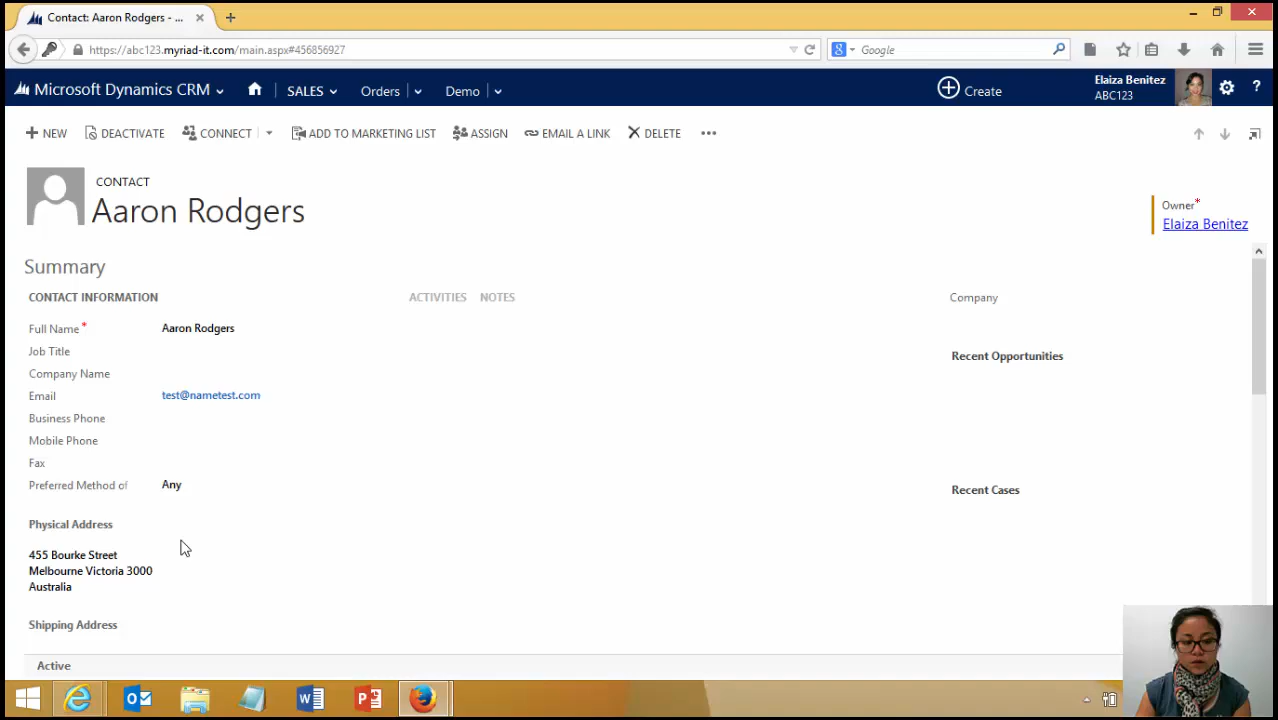 Contact: Aaron Rodgers - ...
https://abc123.myriad-it.com/main.aspx#456856927
Google
Microsoft Dynamics CRM
SALES
Orders
Demo
Create
Elaiza Benitez
ABC123
?
NEW
DEACTIVATE
CONNECT
ADD TO MARKETING LIST
ASSIGN
EMAIL A LINK
DELETE
CONTACT
Aaron Rodgers
Owner*
Elaiza Benitez
Summary
CONTACT INFORMATION
ACTIVITIES NOTES
Company
Full Name* Aaron Rodgers
Job Title
Recent Opportunities
Company Name
Email test@nametest.com
Business Phone
Mobile Phone
Fax
Preferred Method of Any
Recent Cases
Physical Address
455 Bourke Street
Melbourne Victoria 3000
Australia
Shipping Address
Active